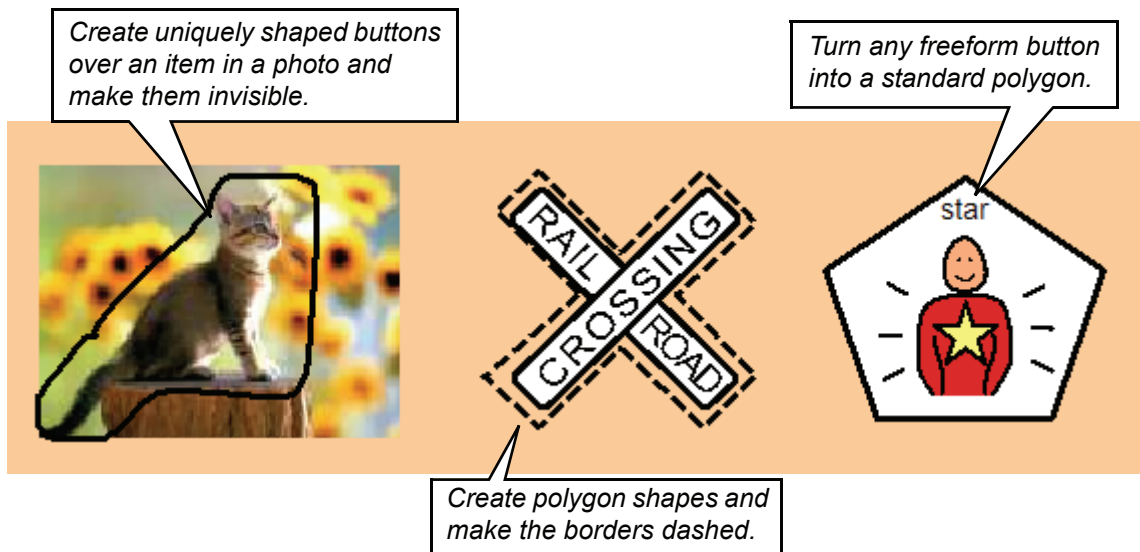 Create uniquely shaped buttons
over an item in a photo and
make them invisible.
Turn any freeform button
into a standard polygon.
star
RAIL
ROAD
CROSSING
Create polygon shapes and
make the borders dashed.